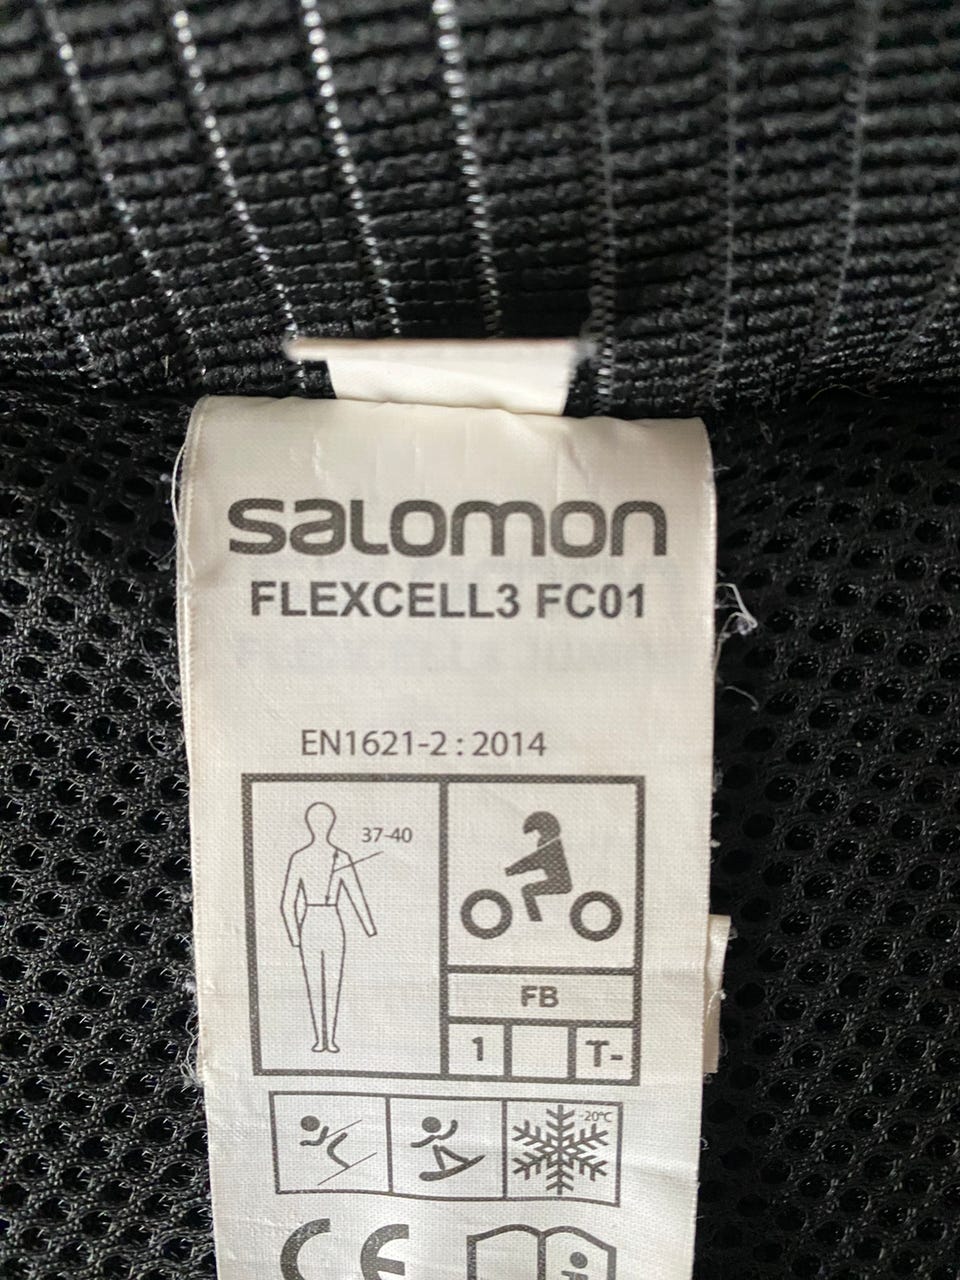 salomon
FLEXCELL3 FC01
EN1621-2 : 2014
37-40
FB
1
T-
-20°C
CE
i